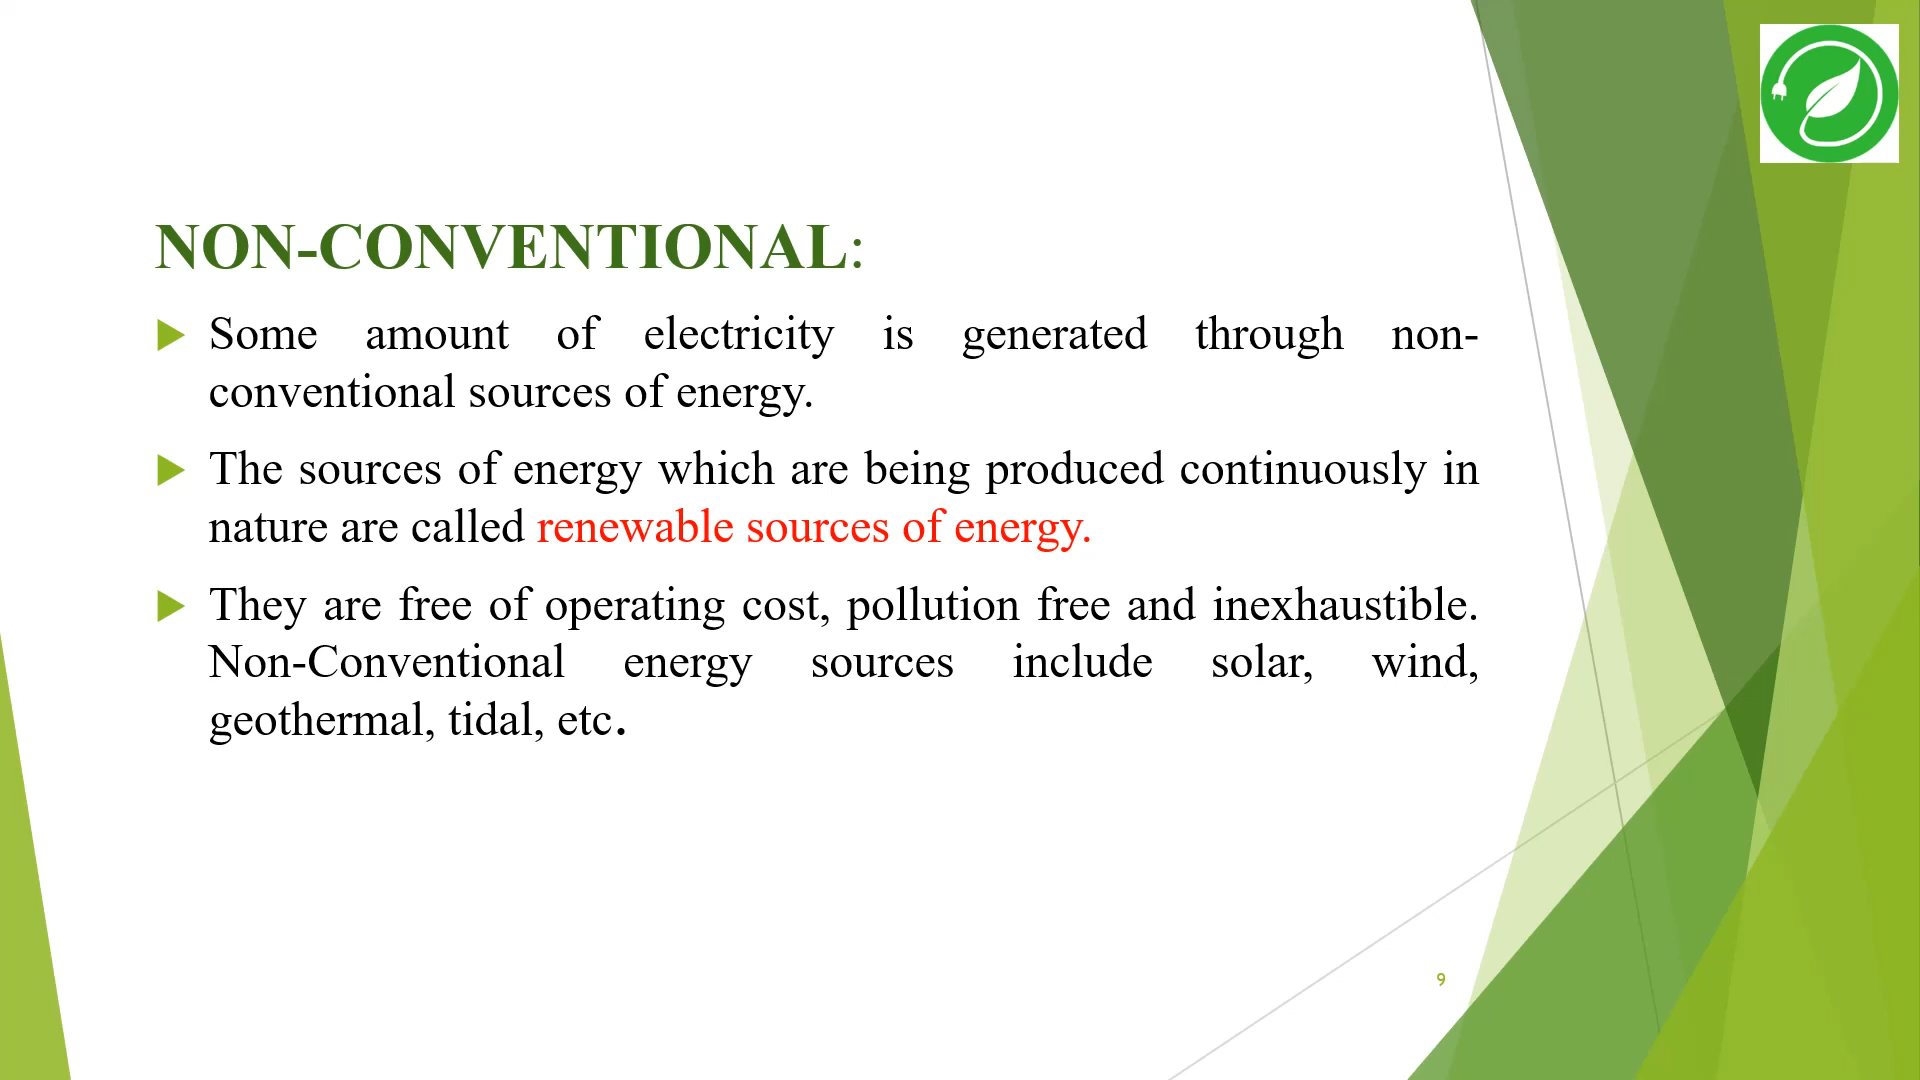 NON-CONVENTIONAL:
Some amount of electricity is generated through non-
conventional sources of energy.
The sources of energy which are being produced continuously in
nature are called renewable sources of energy.
They are free of operating cost, pollution free and inexhaustible.
Non-Conventional energy sources include solar, wind,
geothermal, tidal, etc.
9